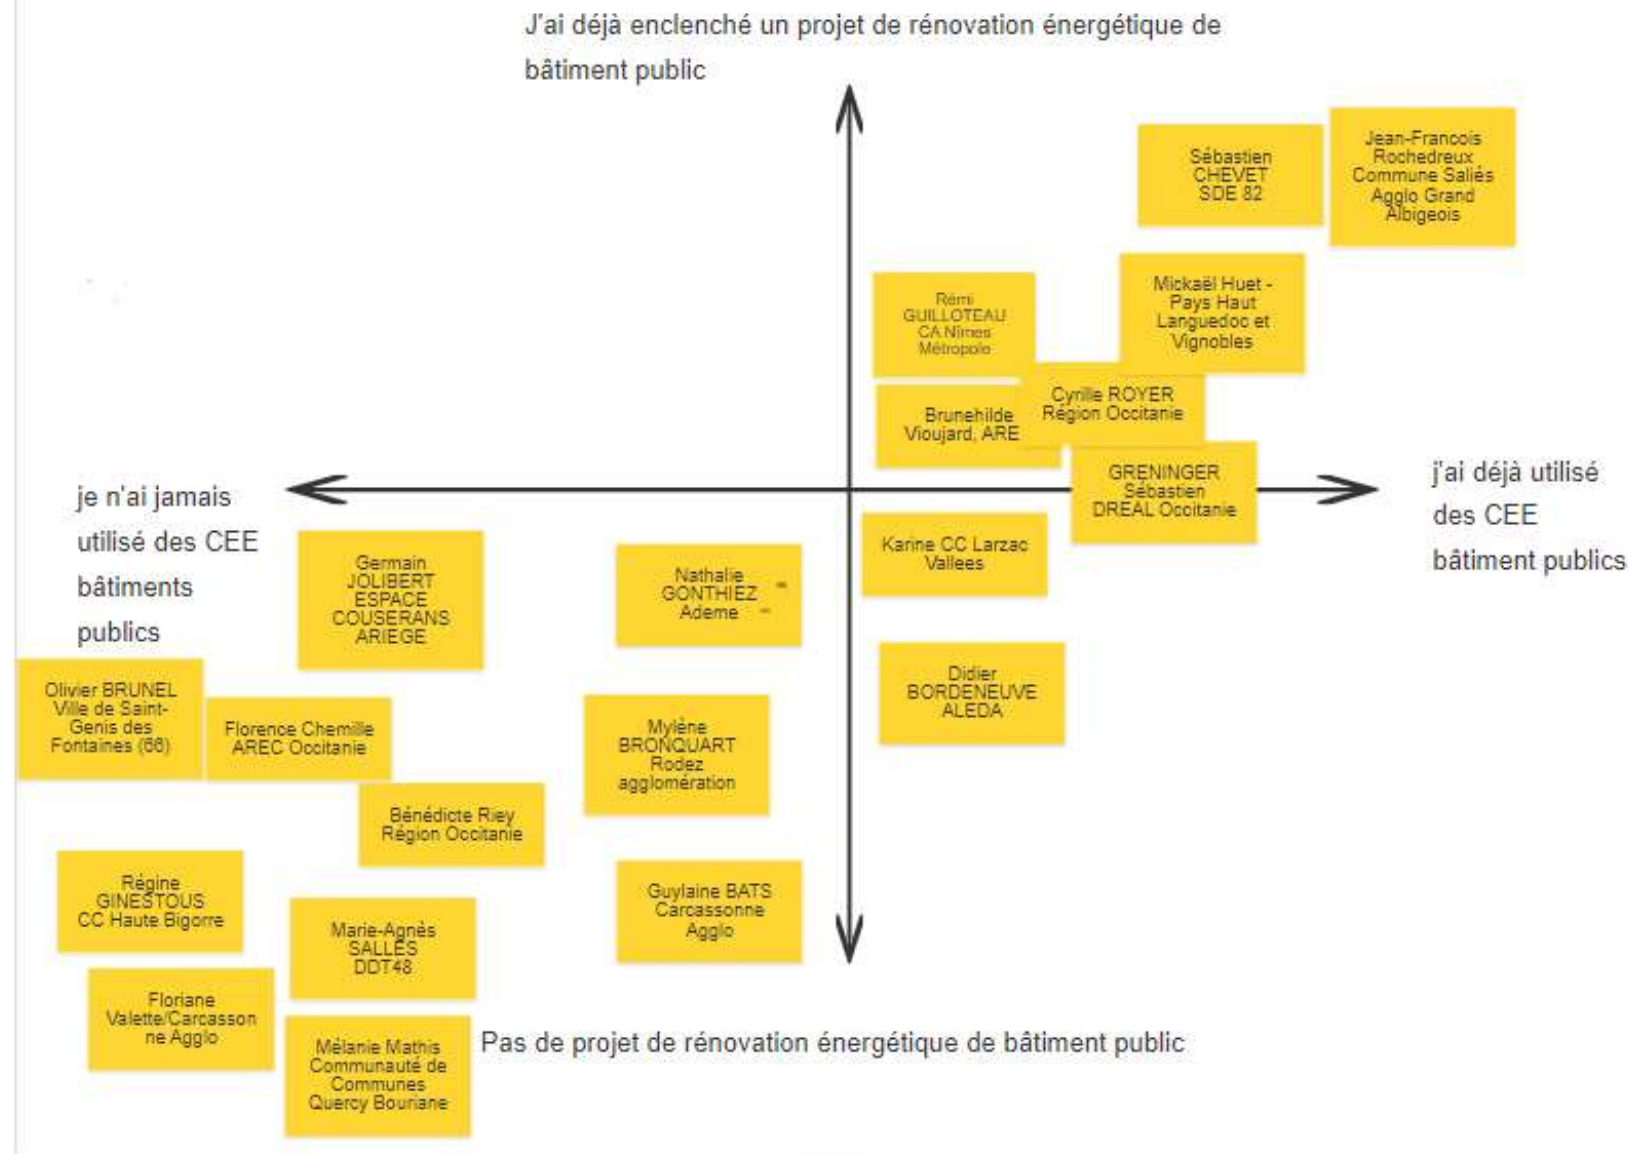 J'ai déjà enclenché un projet de rénovation énergétique de
bâtiment public
Sébastien
CHEVET
SDE 82
Jean-Francois
Rochedreux
Commune Saliès
Agglo Grand
Albigeois
Rémi
GUILLOTEAU
CA Nîmes
Métropole
Mickaël Huet -
Pays Haut
Languedoc et
Vignobles
Brunehilde
Vioujard, ARE
Cyrille ROYER
Région Occitanie
GRENINGER
Sébastien
DREAL Occitanie
j'ai déjà utilisé
des CEE
bâtiment publics
je n'ai jamais
utilisé des CEE
bâtiments
publics
Germain
JOLIBERT
ESPACE
COUSERANS
ARIEGE
Nathalie
GONTHIEZ
Ademe
Karine CC Larzac
Vallees
Olivier BRUNEL
Ville de Saint-
Genis des
Fontaines (66)
Florence Chemille
AREC Occitanie
Mylène
BRONQUART
Rodez
agglomération
Didier
BORDENEUVE
ALEDA
Bénédicte Riey
Région Occitanie
Régine
GINESTOUS
CC Haute Bigorre
Marie-Agnès
SALLES
DDT48
Guylaine BATS
Carcassonne
Agglo
Floriane
Valette/Carcasson
ne Agglo
Mélanie Mathis
Communauté de
Communes
Quercy Bouriane
Pas de projet de rénovation énergétique de bâtiment public